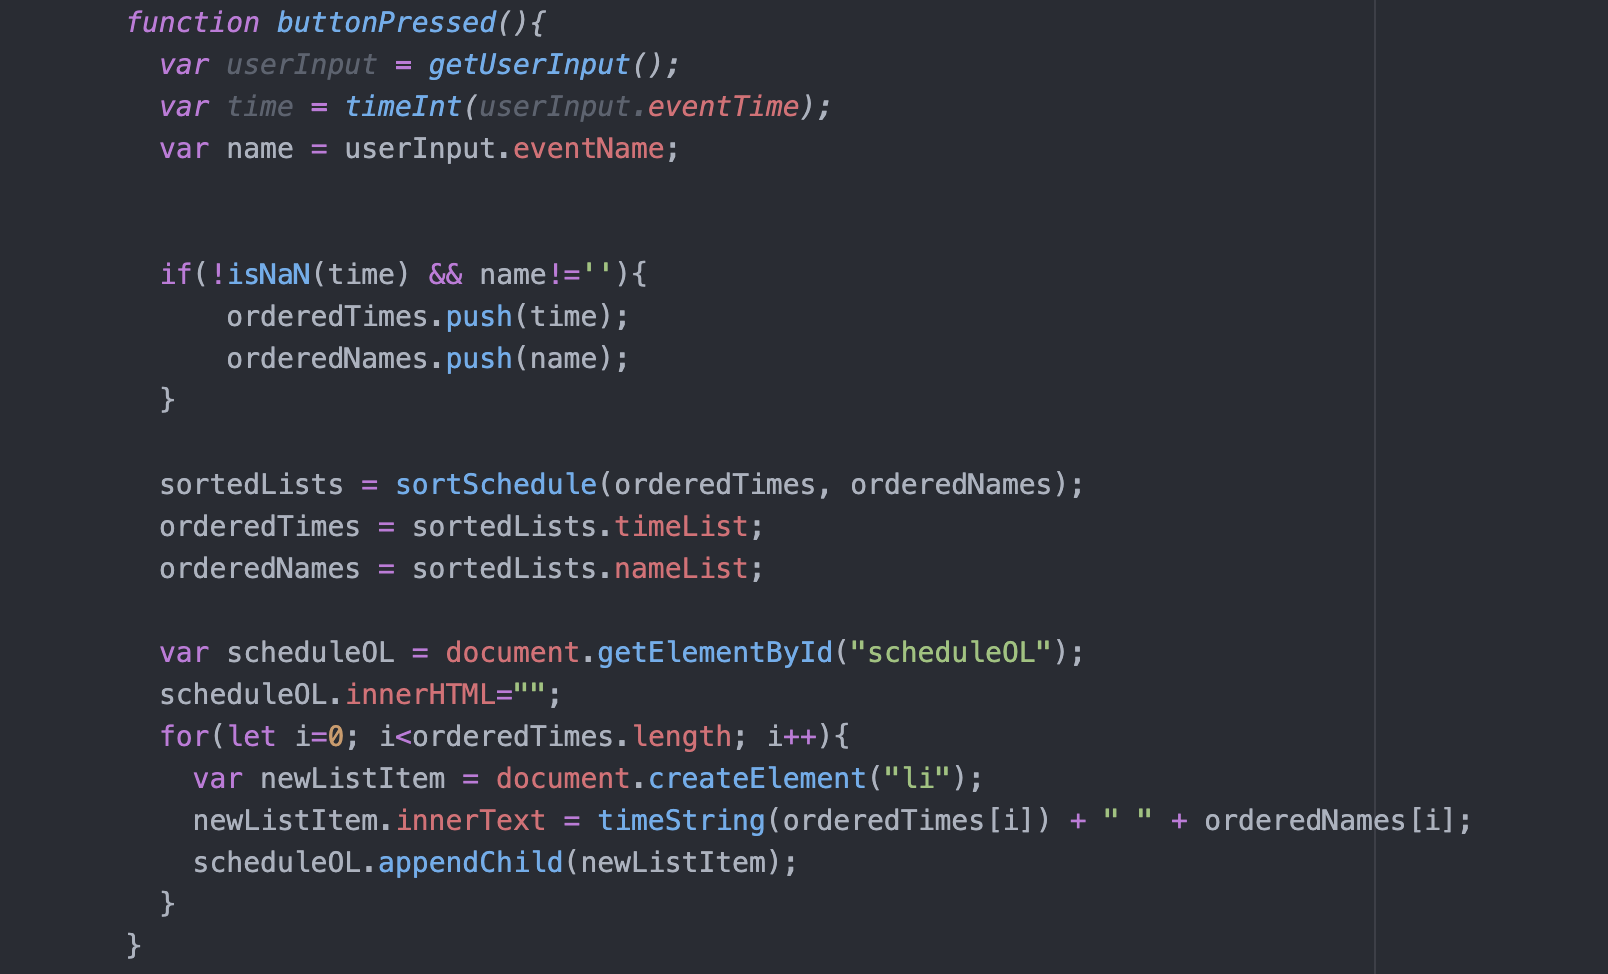 function buttonPressed(){
  var userInput = getUserInput();
  var time = timeInt(userInput.eventTime);
  var name = userInput.eventName;
  if(!isNaN(time) && name!=''){
      orderedTimes.push(time);
      orderedNames.push(name);
  }
  sortedLists = sortSchedule(orderedTimes, orderedNames);
  orderedTimes = sortedLists.timeList;
  orderedNames = sortedLists.nameList;
  var scheduleOL = document.getElementById("scheduleOL");
  scheduleOL.innerHTML="";
  for(let i=0; i<orderedTimes.length; i++){
    var newListItem = document.createElement("li");
    newListItem.innerText = timeString(orderedTimes[i]) + " " + orderedNames[i];
    scheduleOL.appendChild(newListItem);
  }
}